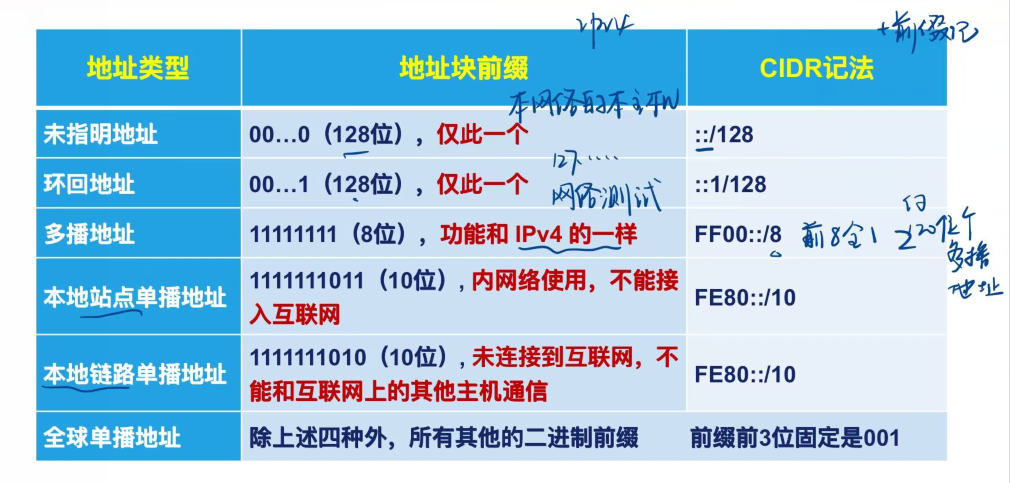 ipv4
+前缀记
地址类型 地址块前缀 CIDR记法
本网络的本主机
未指明地址 00…0（128位），仅此一个 ::/128
127.....
环回地址 00…1（128位），仅此一个 ::1/128
网络测试
多播地址 11111111（8位），功能和 IPv4 的一样 FF00::/8 前8全1
多播
地址
本地站点单播地址 1111111011（10位）, 内网络使用，不能接
入互联网 FE80::/10
本地链路单播地址 1111111010（10位）, 未连接到互联网，不
能和互联网上的其他主机通信 FE80::/10
全球单播地址 除上述四种外，所有其他的二进制前缀 前缀前3位固定是001